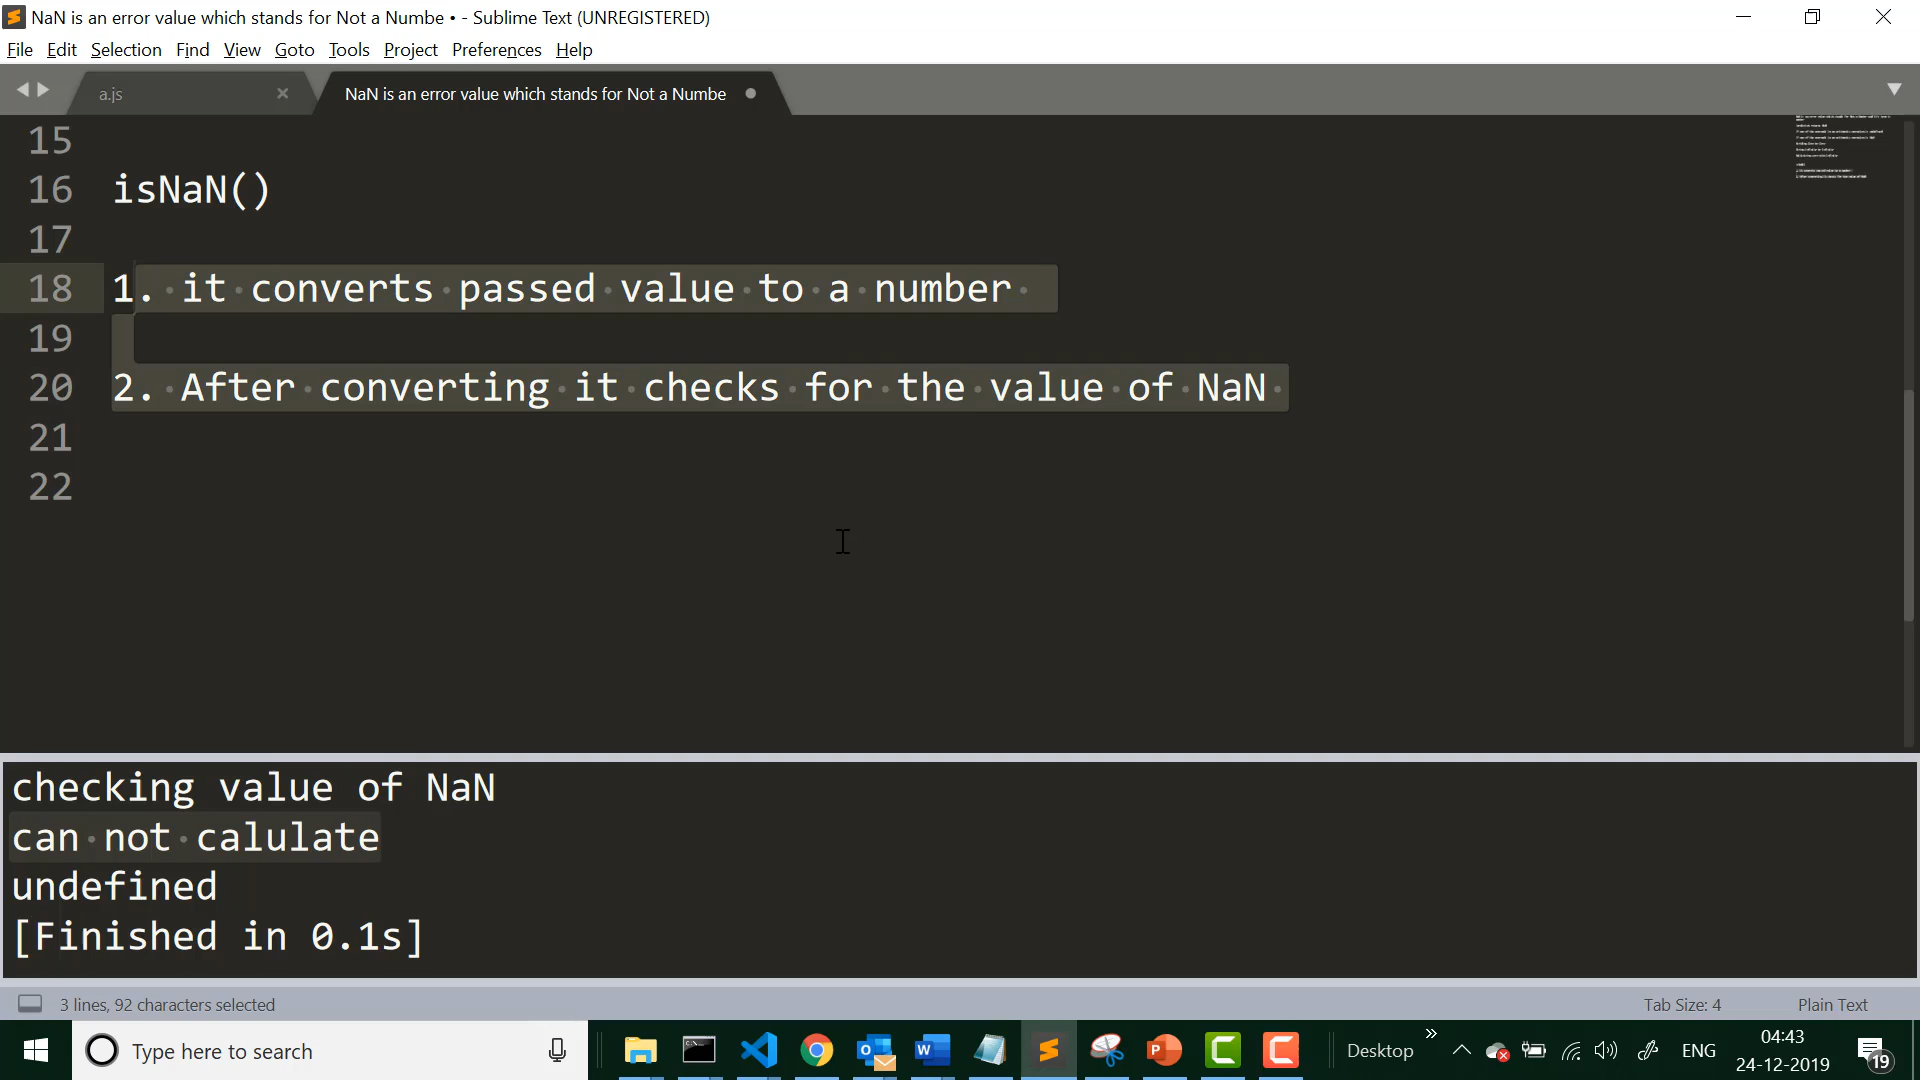 NaN is an error value which stands for Not a Numbe • - Sublime Text (UNREGISTERED)
File Edit Selection Find View Goto Tools Project Preferences Help
a.js
NaN is an error value which stands for Not a Numbe
15
16 isNaN()
17
18 1. it converts passed value to a number
19
20 2. After converting it checks for the value of NaN
21
22
checking value of NaN
can not calulate
undefined
[Finished in 0.1s]
3 lines, 92 characters selected
Tab Size: 4
Plain Text
Type here to search
Desktop
ENG
04:43
24-12-2019
19